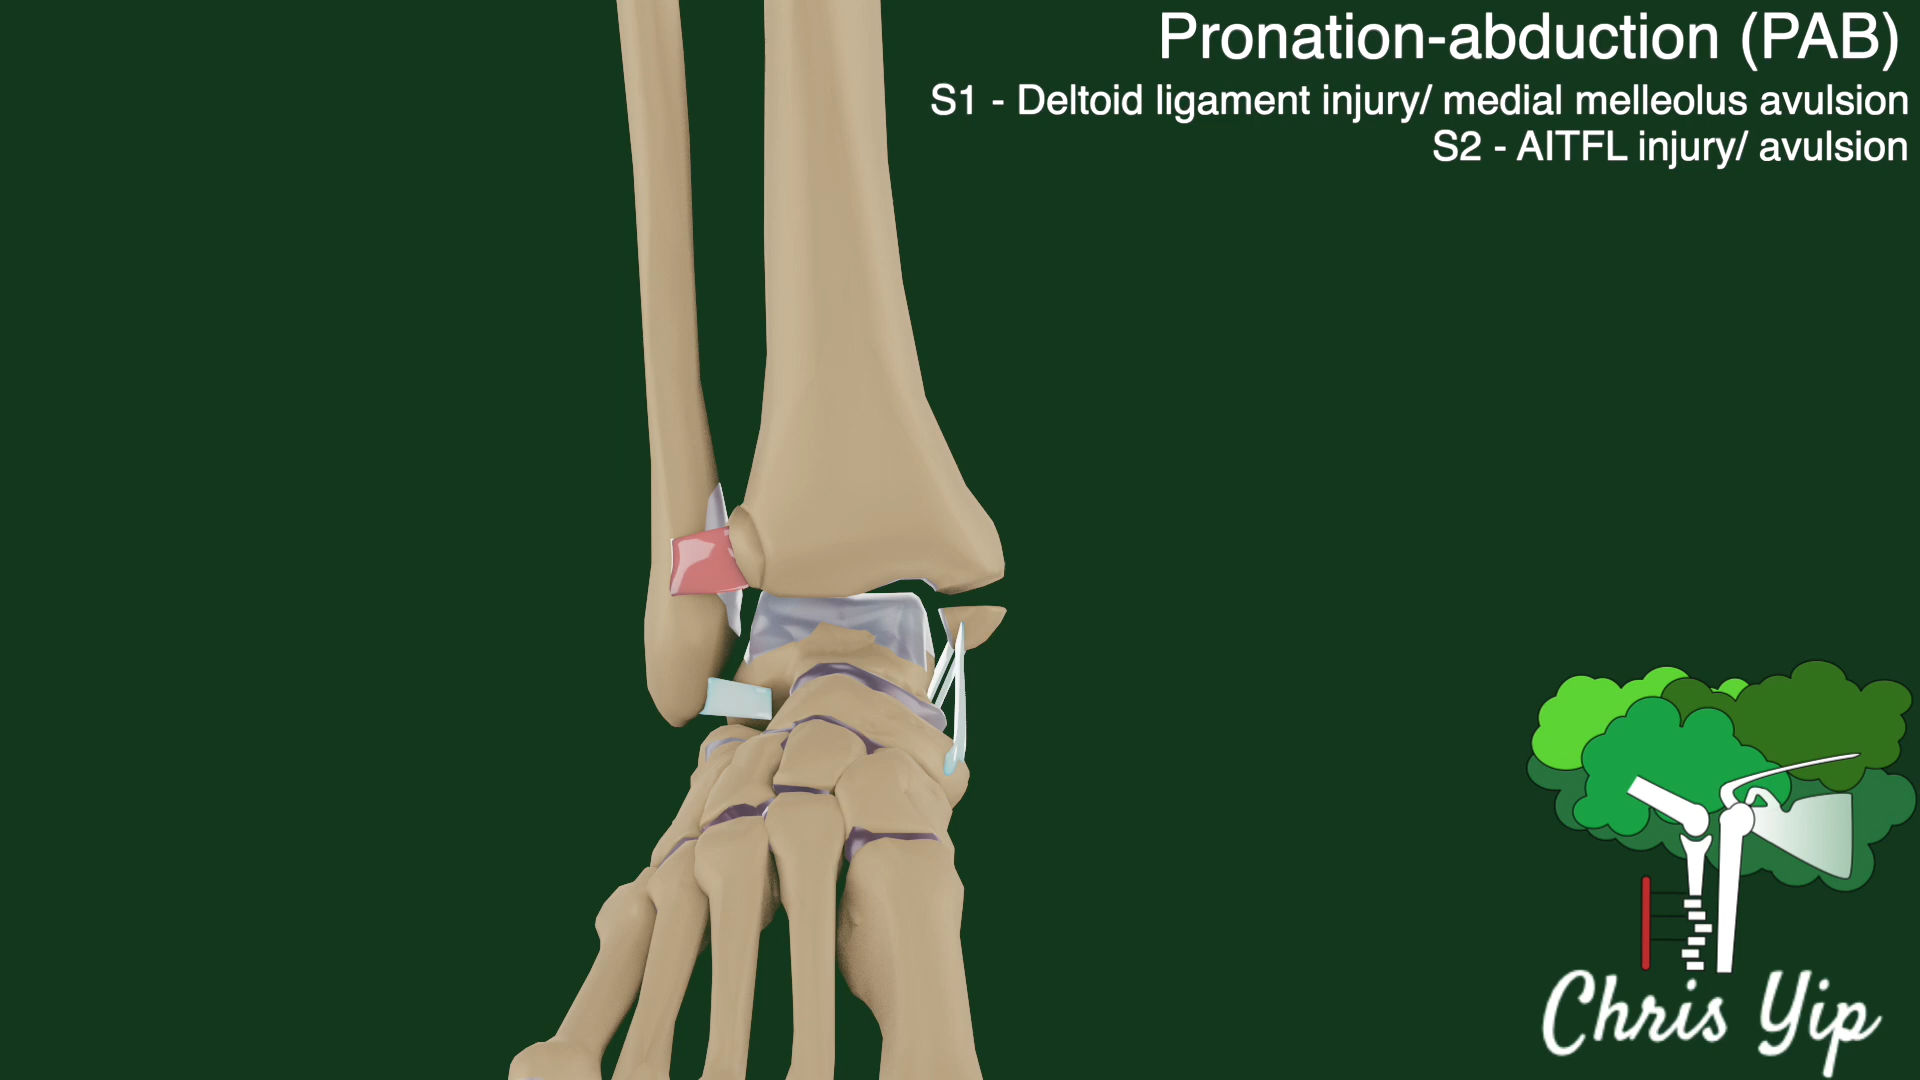 Pronation-abduction (PAB)
S1 - Deltoid ligament injury/ medial melleolus avulsion
S2 - AITFL injury/ avulsion
Chris Yip